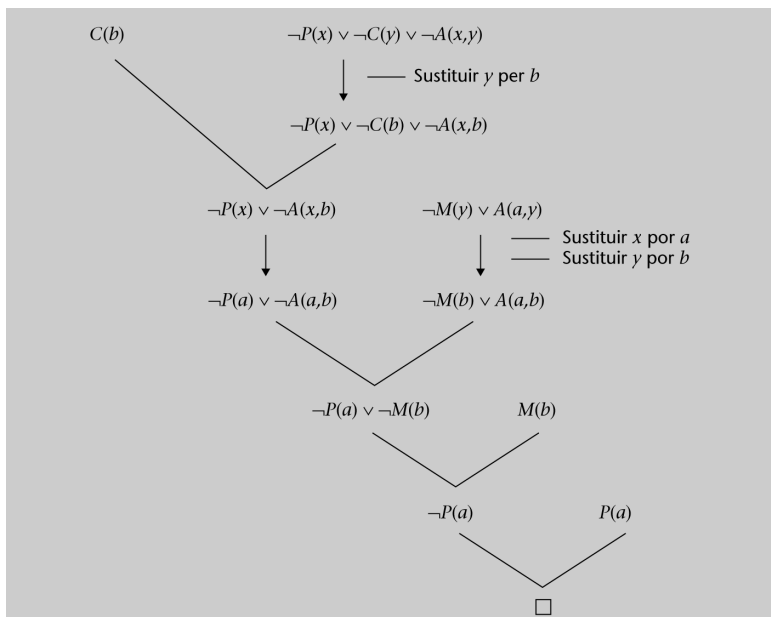 C(b) ¬P(x) ∨ ¬C(y) ∨ ¬A(x,y)
Sustituir y per b
¬P(x) ∨ ¬C(b) ∨ ¬A(x,b)
¬P(x) ∨ ¬A(x,b) ¬M(y) ∨ A(a,y)
Sustituir x por a
Sustituir y por b
¬P(a) ∨ ¬A(a,b) ¬M(b) ∨ A(a,b)
¬P(a) ∨ ¬M(b) M(b)
¬P(a) P(a)
□